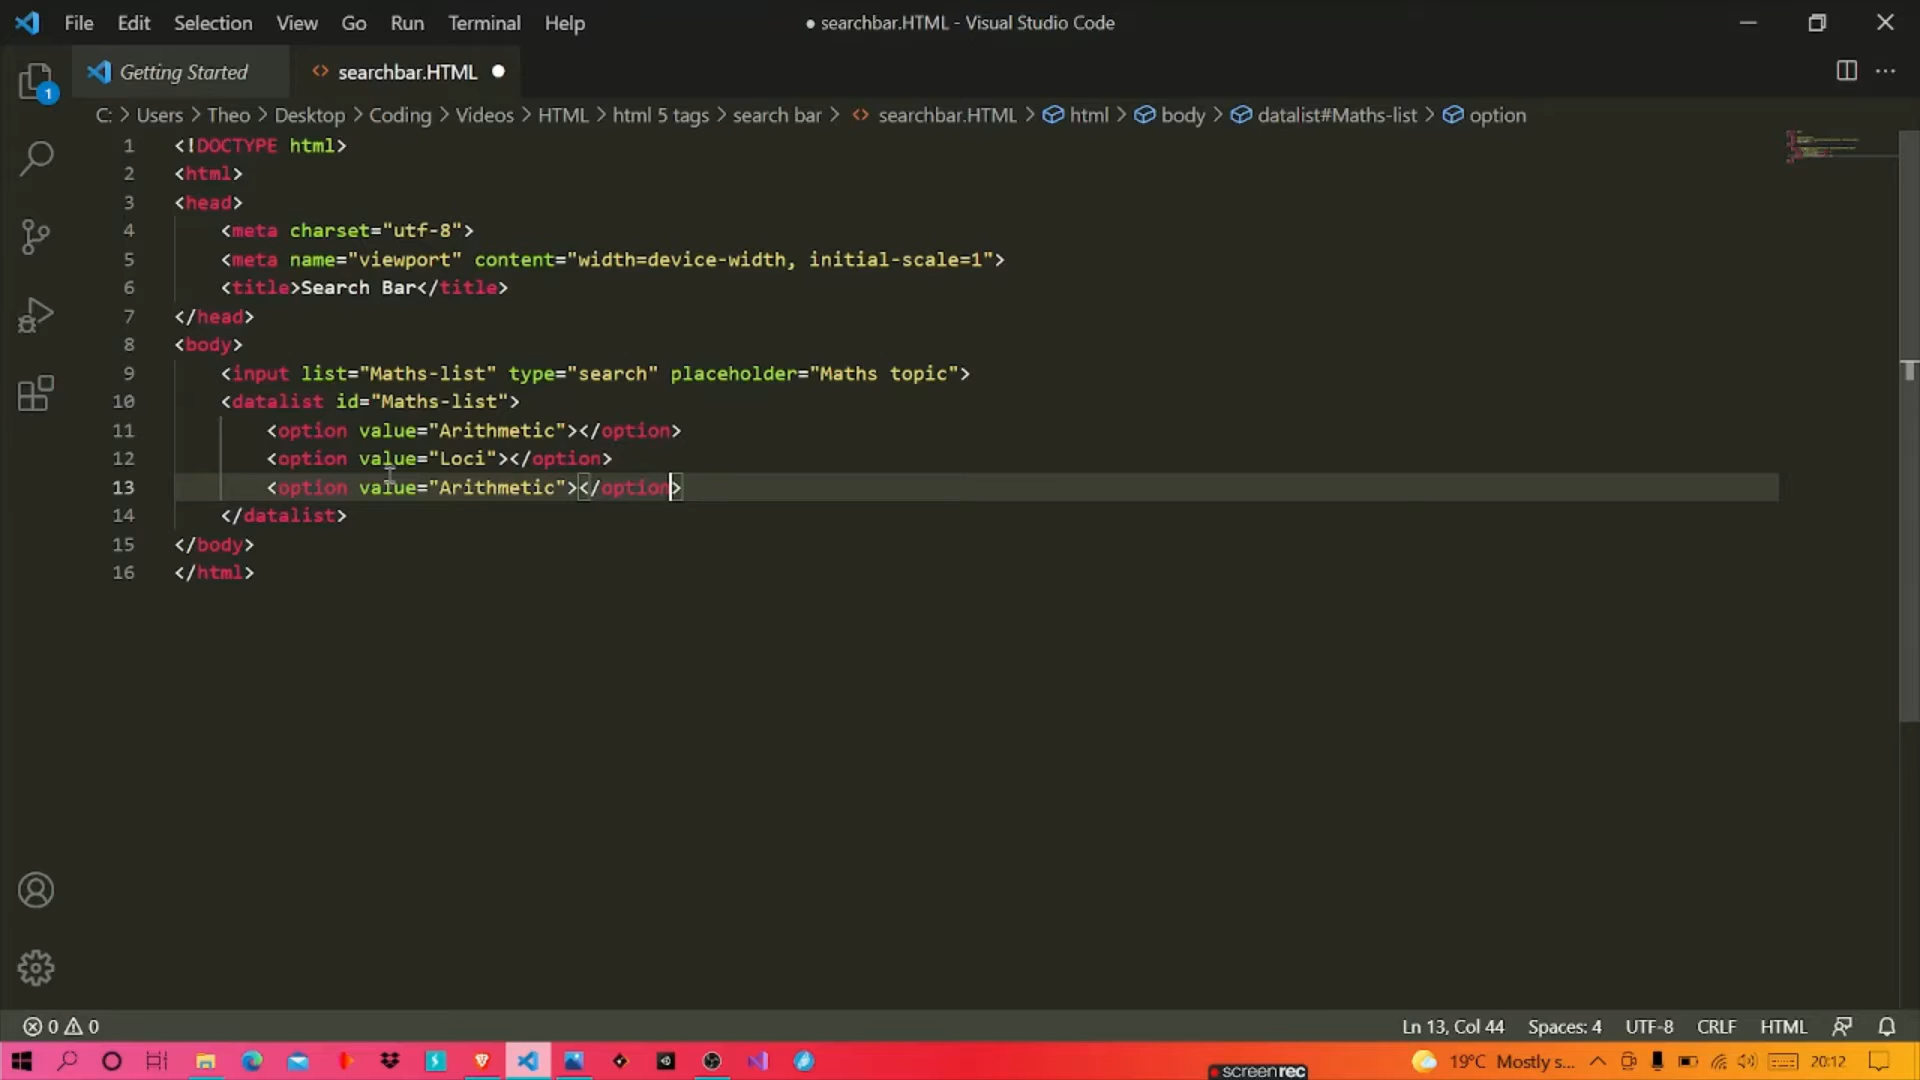 File Edit Selection View Go Run Terminal Help ● searchbar.HTML - Visual Studio Code
Getting Started <> searchbar.HTML ●
C: > Users > Theo > Desktop > Coding > Videos > HTML > html 5 tags > search bar > <> searchbar.HTML > html > body > datalist#Maths-list > option
1 <!DOCTYPE html>
2 <html>
3 <head>
4 <meta charset="utf-8">
5 <meta name="viewport" content="width=device-width, initial-scale=1">
6 <title>Search Bar</title>
7 </head>
8 <body>
9 <input list="Maths-list" type="search" placeholder="Maths topic">
10 <datalist id="Maths-list">
11 <option value="Arithmetic"></option>
12 <option value="Loci"></option>
13 <option value="Arithmetic"></option>
14 </datalist>
15 </body>
16 </html>
1
0 0 Ln 13, Col 44 Spaces: 4 UTF-8 CRLF HTML
19°C Mostly s... 20:12
screenrec